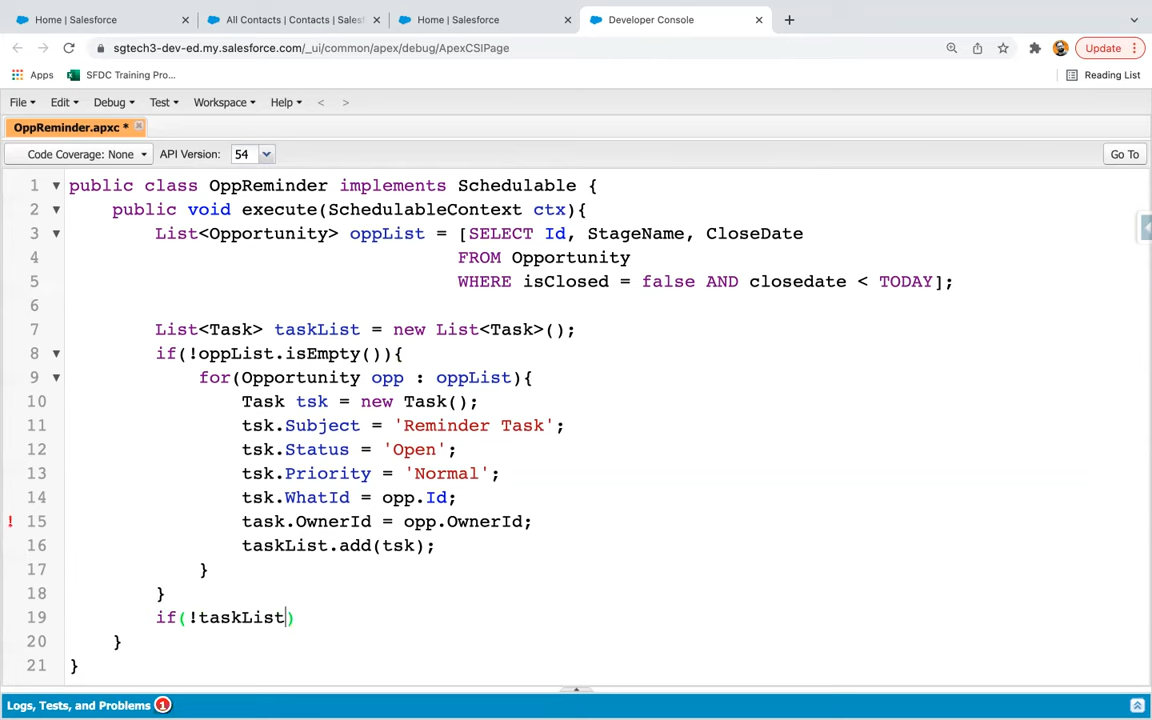 Home | Salesforce
All Contacts | Contacts | Sales
Home | Salesforce
Developer Console
sgtech3-dev-ed.my.salesforce.com/_ui/common/apex/debug/ApexCSIPage
Update
Apps
SFDC Training Pro...
Reading List
File
Edit
Debug
Test
Workspace
Help
<
>
OppReminder.apxc *
Code Coverage: None
API Version:
54
Go To
1 public class OppReminder implements Schedulable {
2 public void execute(SchedulableContext ctx){
3 List<Opportunity> oppList = [SELECT Id, StageName, CloseDate
4 FROM Opportunity
5 WHERE isClosed = false AND closedate < TODAY];
6
7 List<Task> taskList = new List<Task>();
8 if(!oppList.isEmpty()){
9 for(Opportunity opp : oppList){
10 Task tsk = new Task();
11 tsk.Subject = 'Reminder Task';
12 tsk.Status = 'Open';
13 tsk.Priority = 'Normal';
14 tsk.WhatId = opp.Id;
! 15 task.OwnerId = opp.OwnerId;
16 taskList.add(tsk);
17 }
18 }
19 if(!taskList)
20 }
21 }
Logs, Tests, and Problems 1